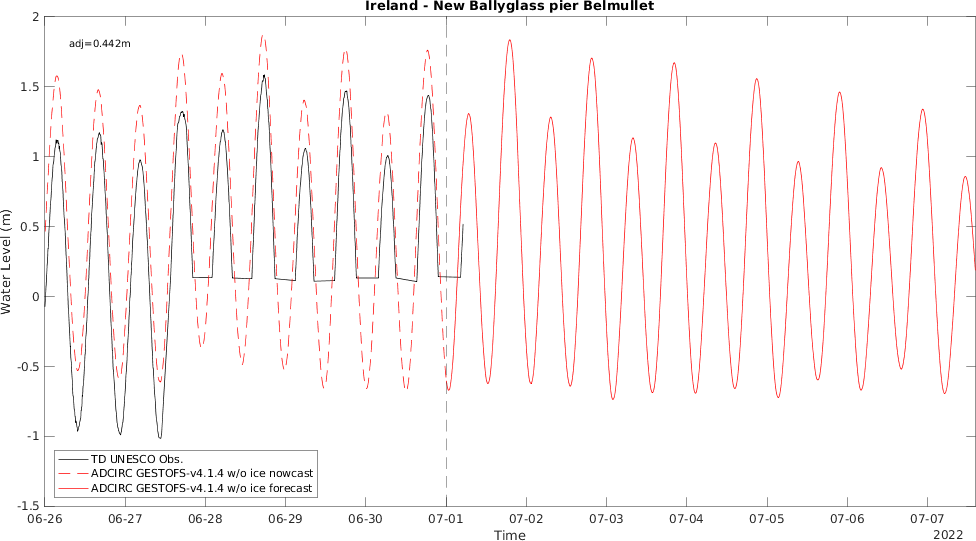 Ireland - New Ballyglass pier Belmullet
adj=0.442m
2
1.5
1
0.5
0
-0.5
-1
-1.5
Water Level (m)
TD UNESCO Obs.
ADCIRC GESTOFS-v4.1.4 w/o ice nowcast
ADCIRC GESTOFS-v4.1.4 w/o ice forecast
06-26 06-27 06-28 06-29 06-30 07-01 07-02 07-03 07-04 07-05 07-06 07-07
Time
2022